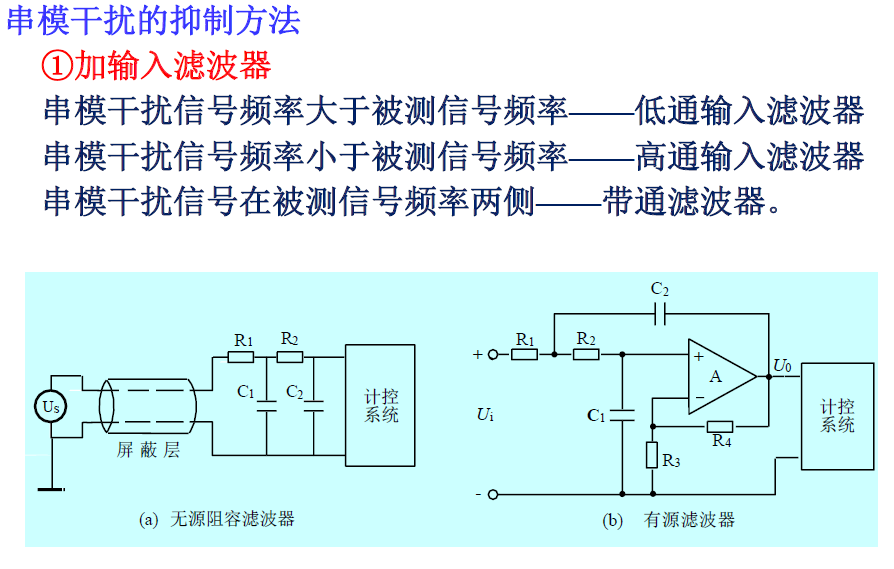 串模干扰的抑制方法
①加输入滤波器
串模干扰信号频率大于被测信号频率——低通输入滤波器
串模干扰信号频率小于被测信号频率——高通输入滤波器
串模干扰信号在被测信号频率两侧——带通滤波器。
R1 R2
C1 C2
Us
屏蔽层
计控
系统
(a) 无源阻容滤波器
C2
R1 R2
+
+
A
U0
−
Ui
C1
R4
R3
-
计控
系统
(b) 有源滤波器